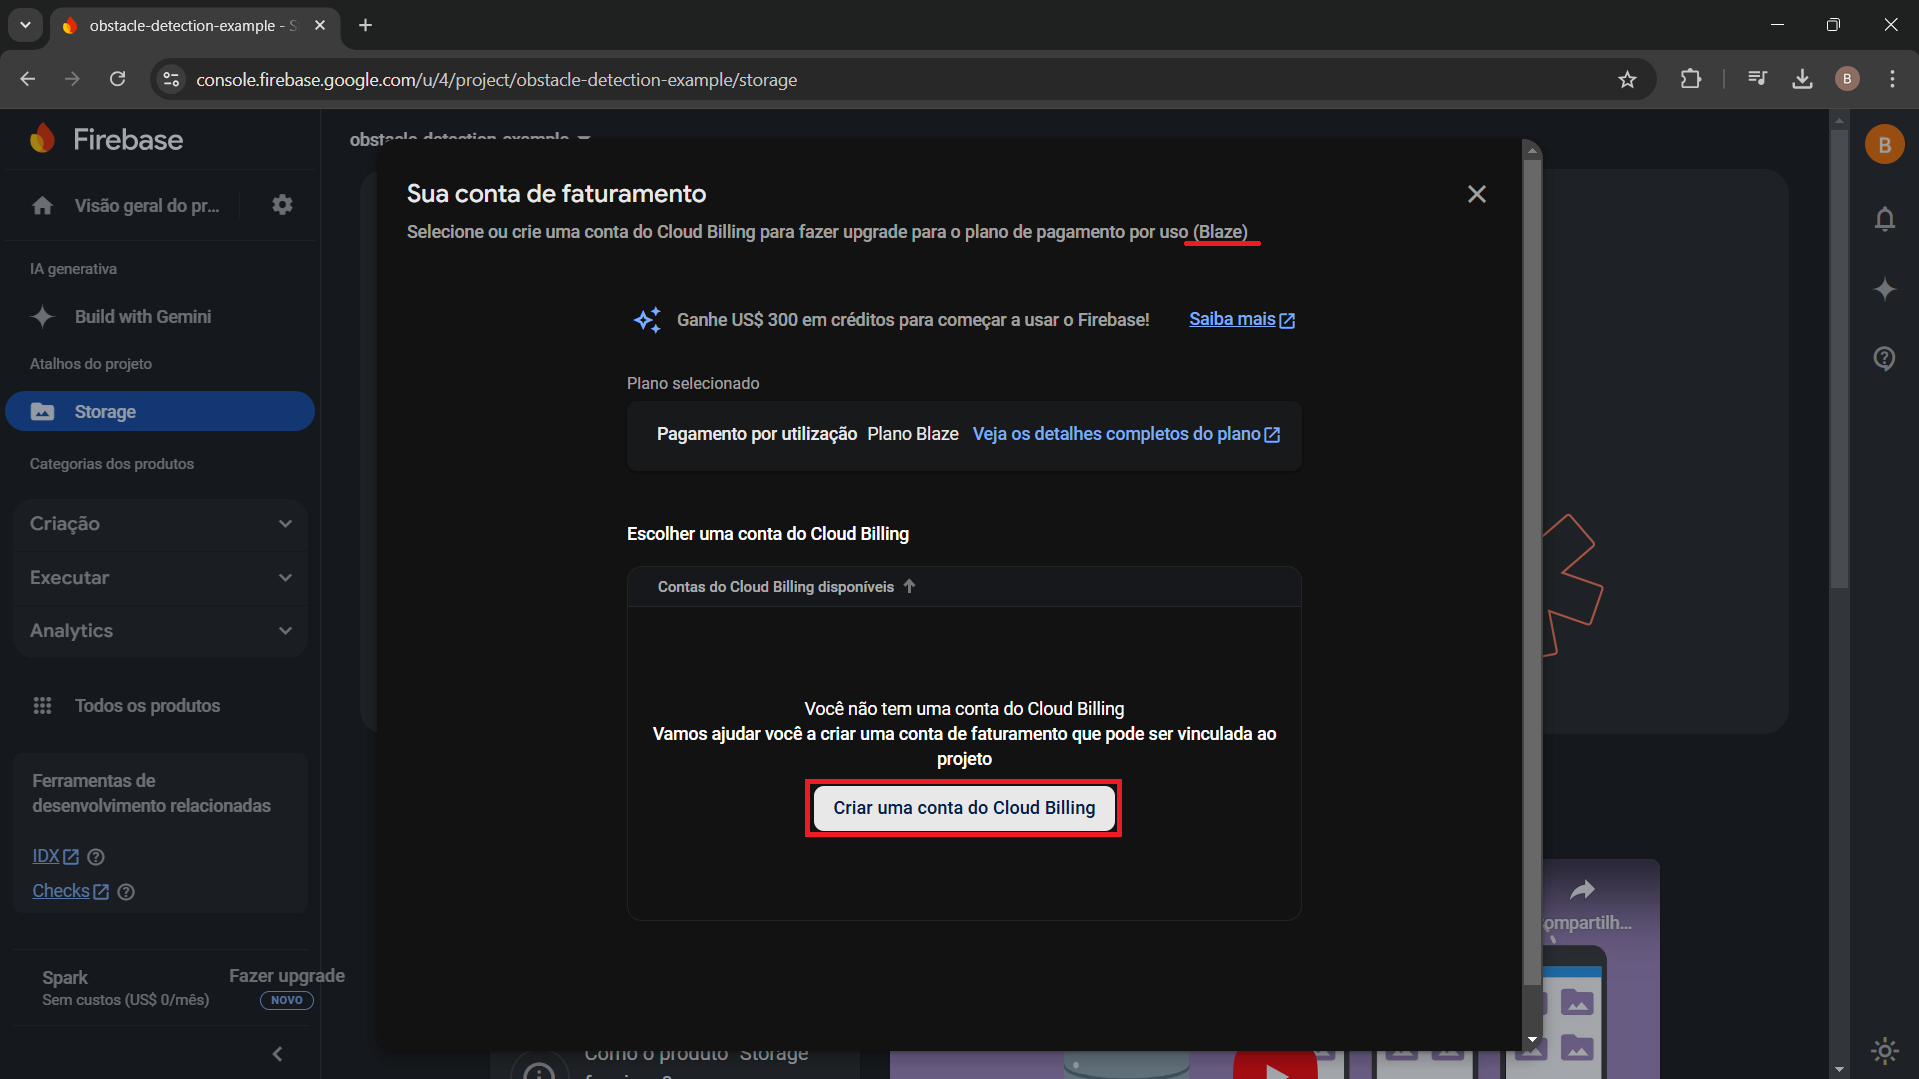 obstacle-detection-example - S
console.firebase.google.com/u/4/project/obstacle-detection-example/storage
B
Firebase
obstacle-detection-example
B
Sua conta de faturamento
Selecione ou crie uma conta do Cloud Billing para fazer upgrade para o plano de pagamento por uso (Blaze)
Visão geral do pr...
IA generativa
Build with Gemini
Ganhe US$ 300 em créditos para começar a usar o Firebase! Saiba mais
Atalhos do projeto
Plano selecionado
Storage
Pagamento por utilização Plano Blaze Veja os detalhes completos do plano
Categorias dos produtos
Criação
Escolher uma conta do Cloud Billing
Executar
Contas do Cloud Billing disponíveis
Analytics
Todos os produtos
Você não tem uma conta do Cloud Billing
Vamos ajudar você a criar uma conta de faturamento que pode ser vinculada ao
projeto
Criar uma conta do Cloud Billing
Ferramentas de
desenvolvimento relacionadas
IDX
Checks
ompartilh...
Spark
Sem custos (US$ 0/mês)
Fazer upgrade
NOVO
Como o produto "Storage